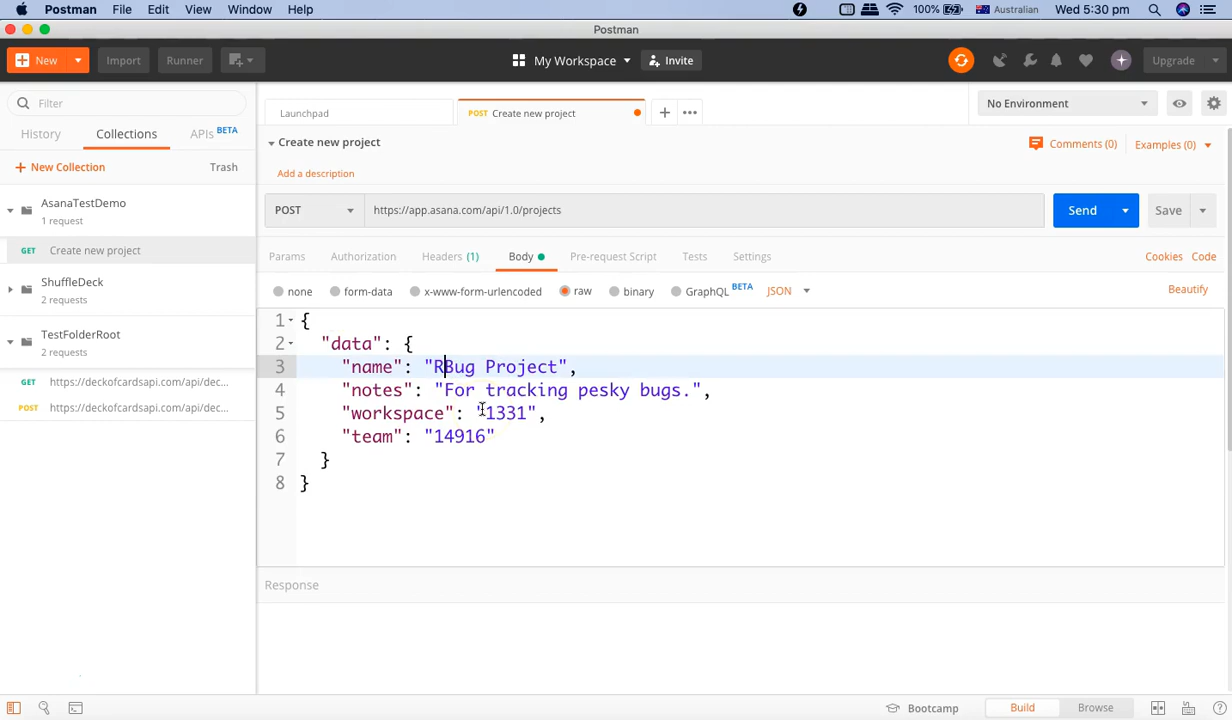 Postman File Edit View Window Help 100% Australian Wed 5:30 pm
Postman
New Import Runner My Workspace Invite Upgrade
Filter
History Collections APIs BETA
New Collection Trash
AsanaTestDemo
1 request
GET Create new project
ShuffleDeck
2 requests
TestFolderRoot
2 requests
GET https://deckofcardsapi.com/api/dec...
POST https://deckofcardsapi.com/api/dec...
Launchpad POST Create new project No Environment
Create new project Comments (0) Examples (0)
Add a description
POST https://app.asana.com/api/1.0/projects Send Save
Params Authorization Headers (1) Body Pre-request Script Tests Settings Cookies Code
none form-data x-www-form-urlencoded raw binary GraphQL BETA JSON Beautify
1 {
2 "data": {
3 "name": "RBug Project",
4 "notes": "For tracking pesky bugs.",
5 "workspace": "1331",
6 "team": "14916"
7 }
8 }
Response
Bootcamp Build Browse